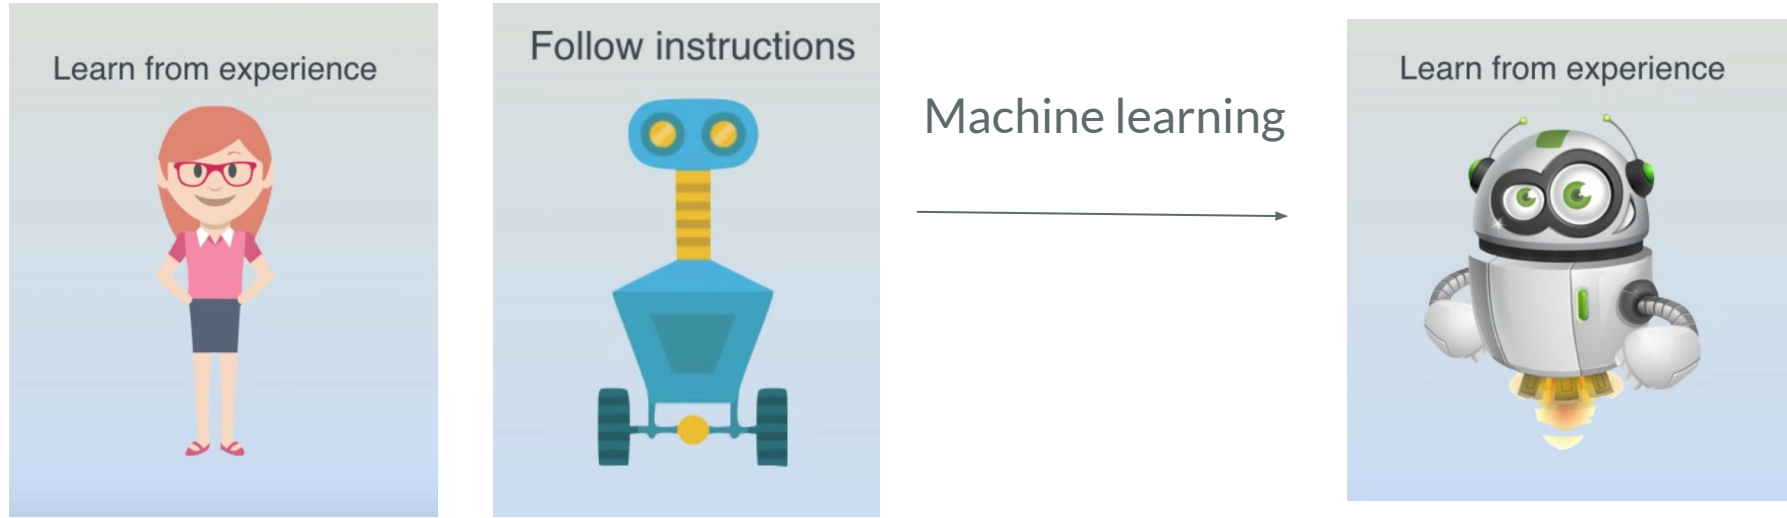 Learn from experience
Follow instructions
Machine learning
Learn from experience